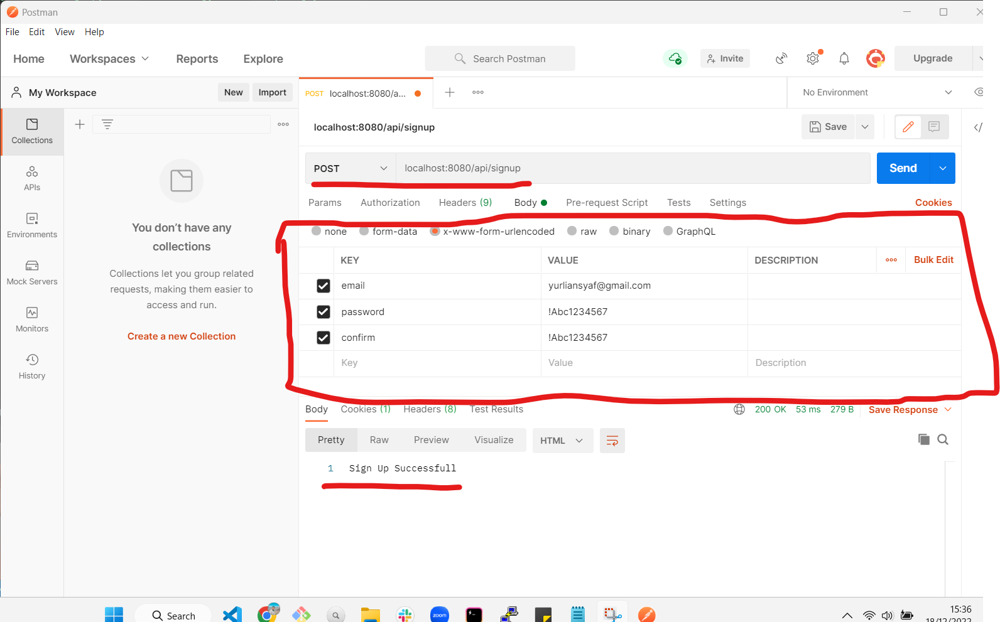 Postman
File Edit View Help
Home Workspaces Reports Explore Search Postman Invite Upgrade
My Workspace New Import POST localhost:8080/a... No Environment
Collections
localhost:8080/api/signup Save
POST localhost:8080/api/signup Send
APIs
Params Authorization Headers (9) Body Pre-request Script Tests Settings Cookies
none form-data x-www-form-urlencoded raw binary GraphQL
Environments
You don't have any
collections
Collections let you group related
requests, making them easier to
access and run.
Create a new Collection
KEY VALUE DESCRIPTION Bulk Edit
Mock Servers
email yurliansyaf@gmail.com
password !Abc1234567
Monitors
confirm !Abc1234567
Key Value Description
History
Body Cookies (1) Headers (8) Test Results 200 OK 53 ms 279 B Save Response
Pretty Raw Preview Visualize HTML
1 Sign Up Successfull
Search zoom 15:36
18/12/2022